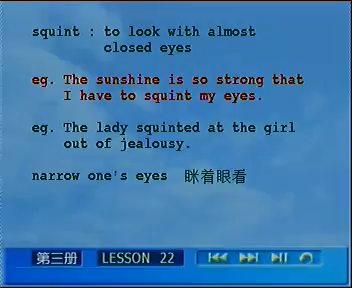 squint : to look with almost
closed eyes
eg. The sunshine is so strong that
I have to squint my eyes.
eg. The lady squinted at the girl
out of jealousy.
narrow one's eyes 眯着眼看
第三册 LESSON 22